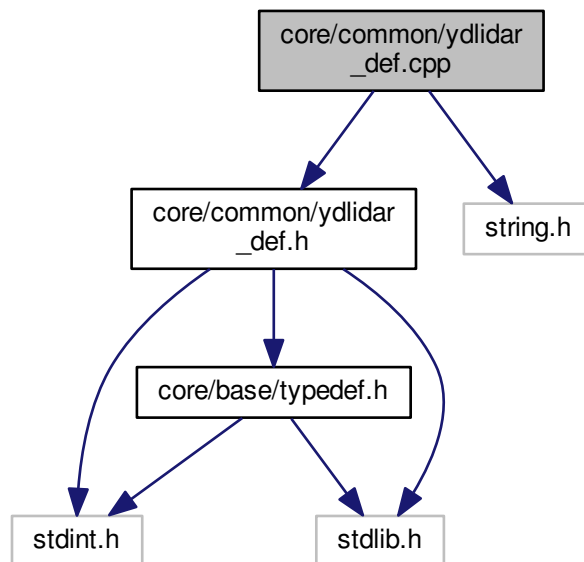 core/common/ydlidar
_def.cpp
core/common/ydlidar
_def.h
string.h
core/base/typedef.h
stdint.h
stdlib.h